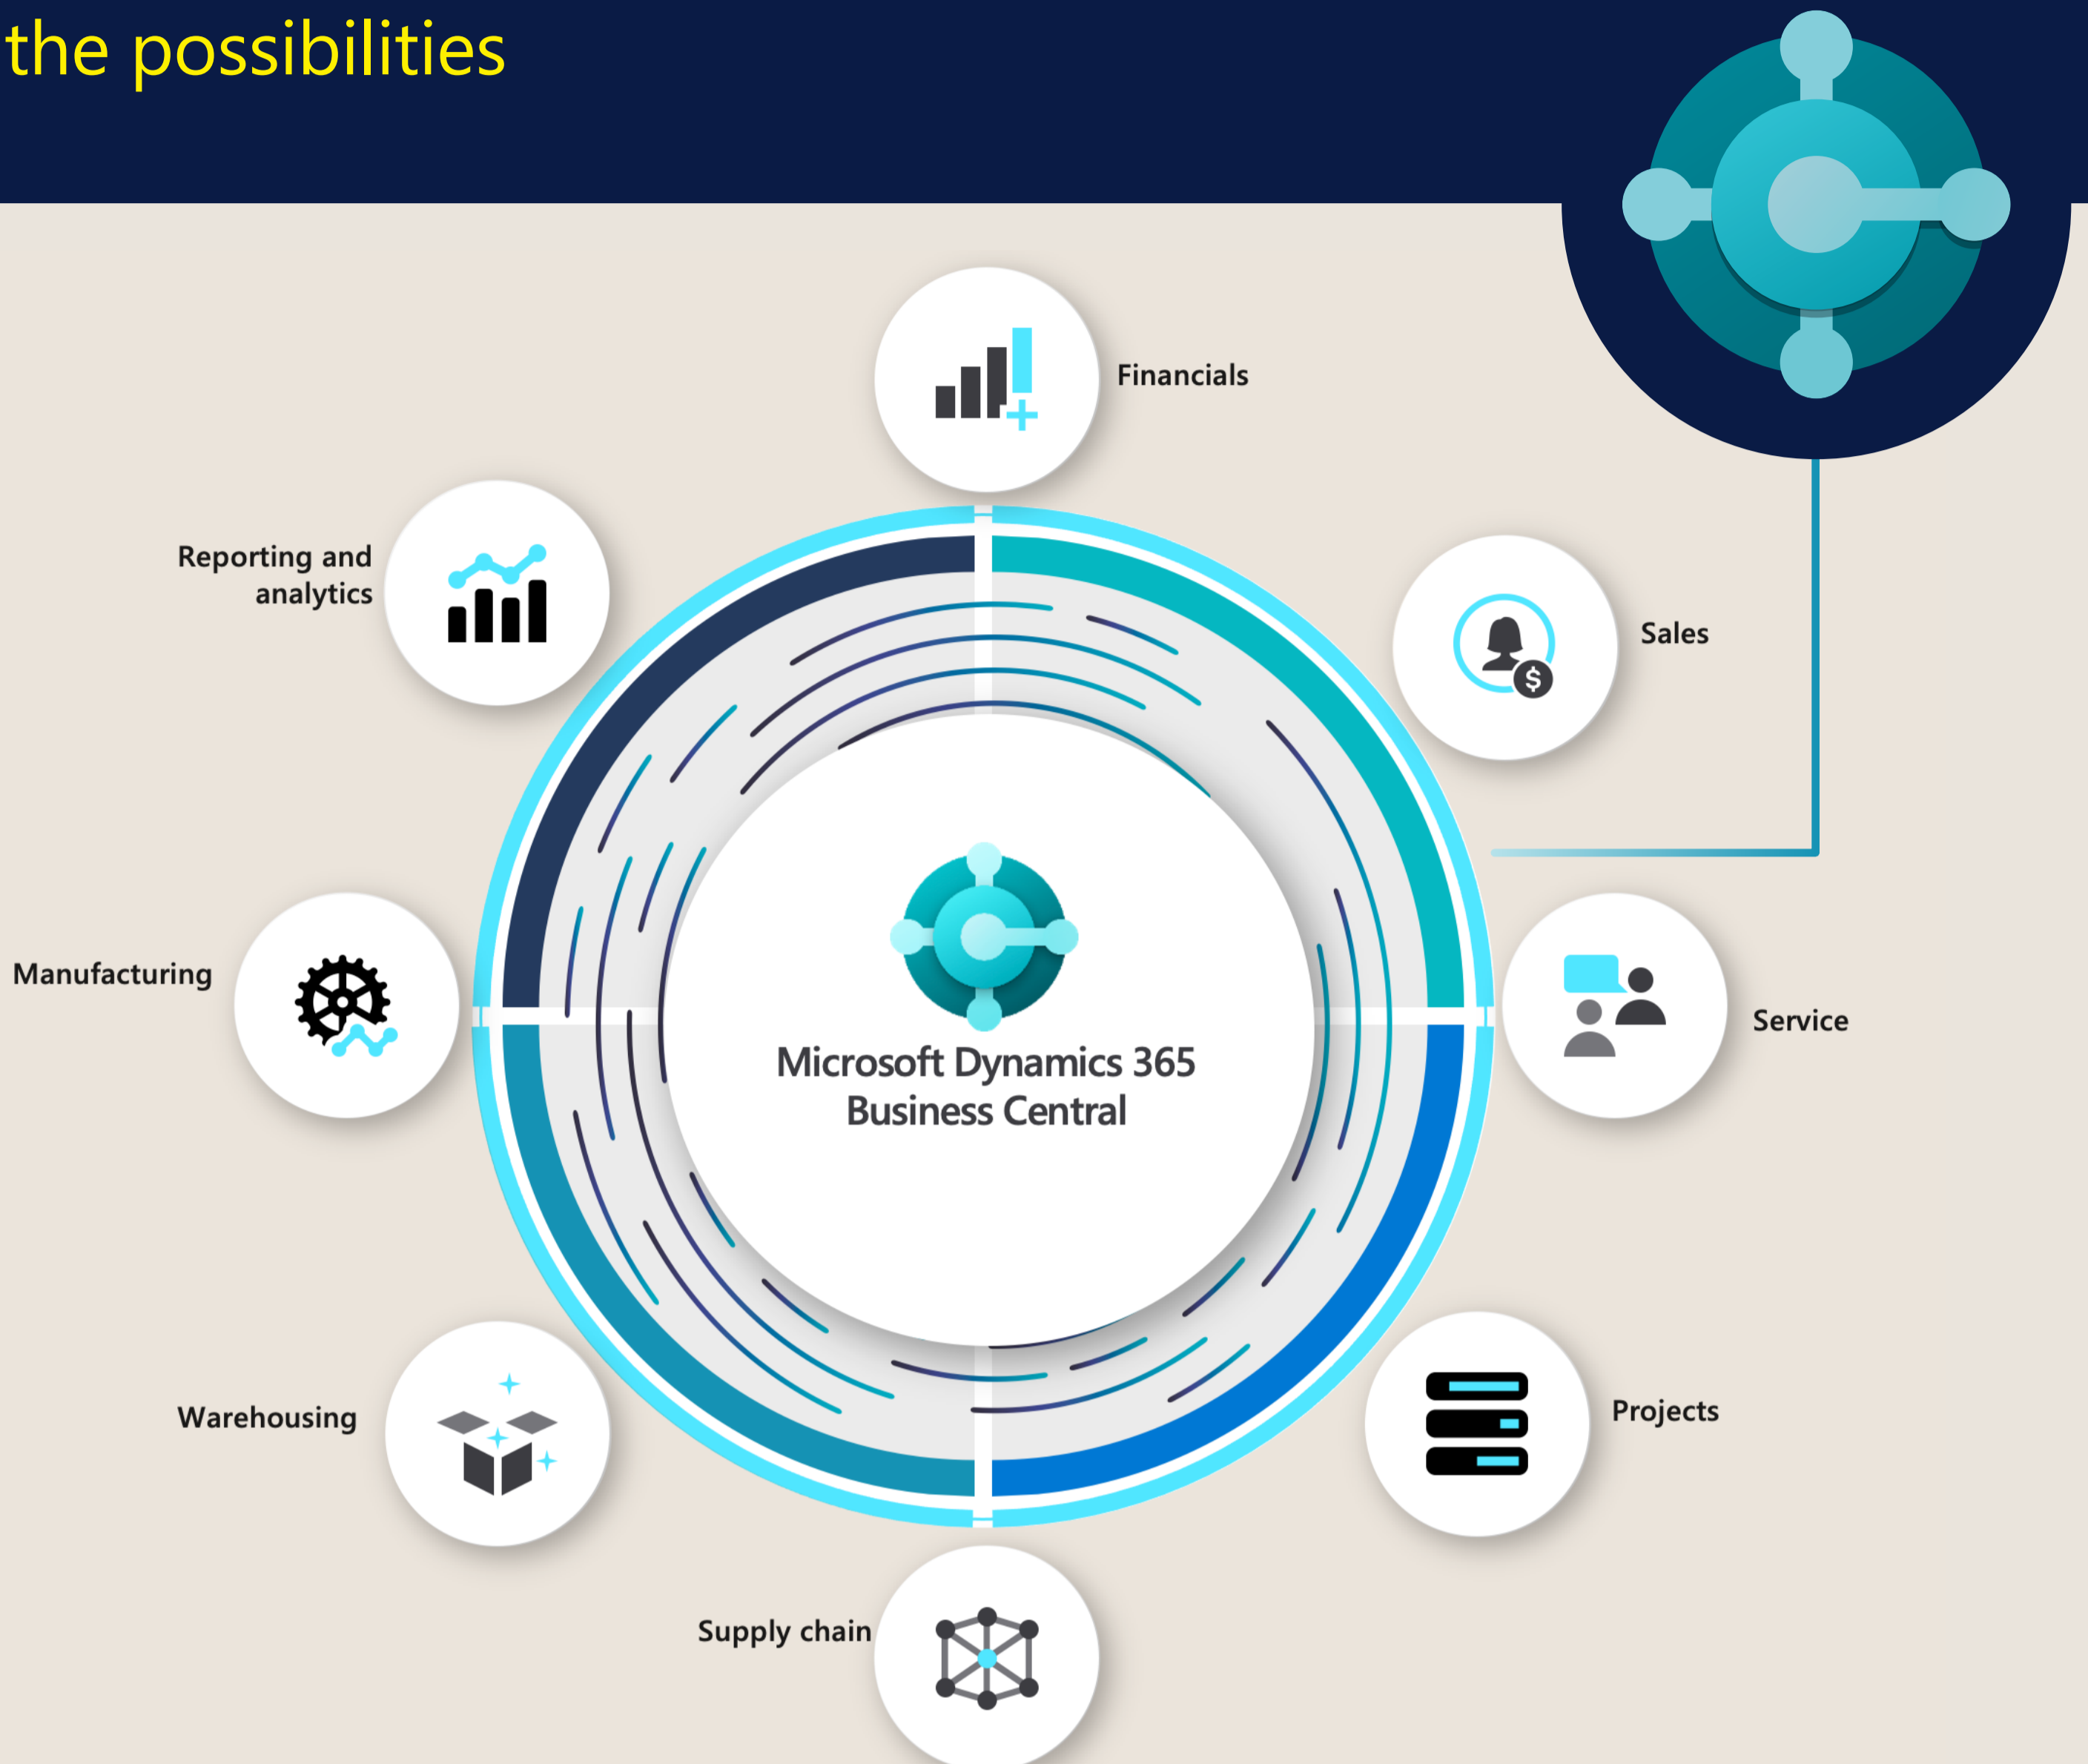 the possibilities
Financials
Reporting and
analytics
Sales
Manufacturing
Microsoft Dynamics 365
Business Central
Service
Warehousing
Projects
Supply chain
$